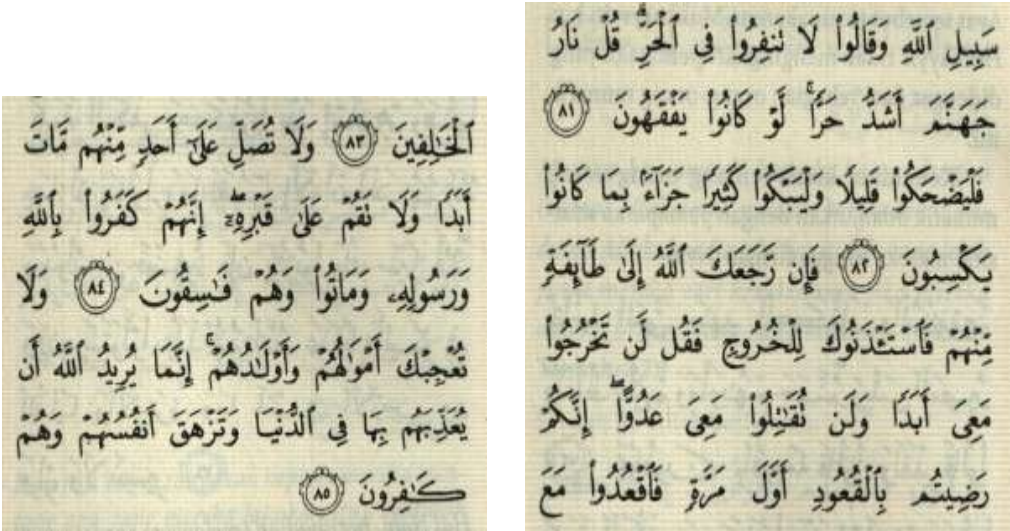 سَبِيلِ ٱللَّهِ وَقَالُوا۟ لَا تَنفِرُوا۟ فِى ٱلْحَرِّ ۗ قُلْ نَارُ
جَهَنَّمَ أَشَدُّ حَرًّا ۚ لَّوْ كَانُوا۟ يَفْقَهُونَ ﴿٨١﴾
فَلْيَضْحَكُوا۟ قَلِيلًا وَلْيَبْكُوا۟ كَثِيرًا جَزَآءًۢ بِمَا كَانُوا۟
يَكْسِبُونَ ﴿٨٢﴾ فَإِن رَّجَعَكَ ٱللَّهُ إِلَىٰ طَآئِفَةٍ
مِّنْهُمْ فَٱسْتَـْٔذَنُوكَ لِلْخُرُوجِ فَقُل لَّن تَخْرُجُوا۟
مَعِىَ أَبَدًا وَلَن تُقَـٰتِلُوا۟ مَعِىَ عَدُوًّا ۖ إِنَّكُمْ
رَضِيتُم بِٱلْقُعُودِ أَوَّلَ مَرَّةٍ فَٱقْعُدُوا۟ مَعَ
ٱلْخَـٰلِفِينَ ﴿٨٣﴾ وَلَا تُصَلِّ عَلَىٰٓ أَحَدٍ مِّنْهُم مَّاتَ
أَبَدًا وَلَا تَقُمْ عَلَىٰ قَبْرِهِۦٓ ۖ إِنَّهُمْ كَفَرُوا۟ بِٱللَّهِ
وَرَسُولِهِۦ وَمَاتُوا۟ وَهُمْ فَـٰسِقُونَ ﴿٨٤﴾ وَلَا
تُعْجِبْكَ أَمْوَٰلُهُمْ وَأَوْلَـٰدُهُمْ ۚ إِنَّمَا يُرِيدُ ٱللَّهُ أَن
يُعَذِّبَهُم بِهَا فِى ٱلدُّنْيَا وَتَزْهَقَ أَنفُسُهُمْ وَهُمْ
كَـٰفِرُونَ ﴿٨٥﴾